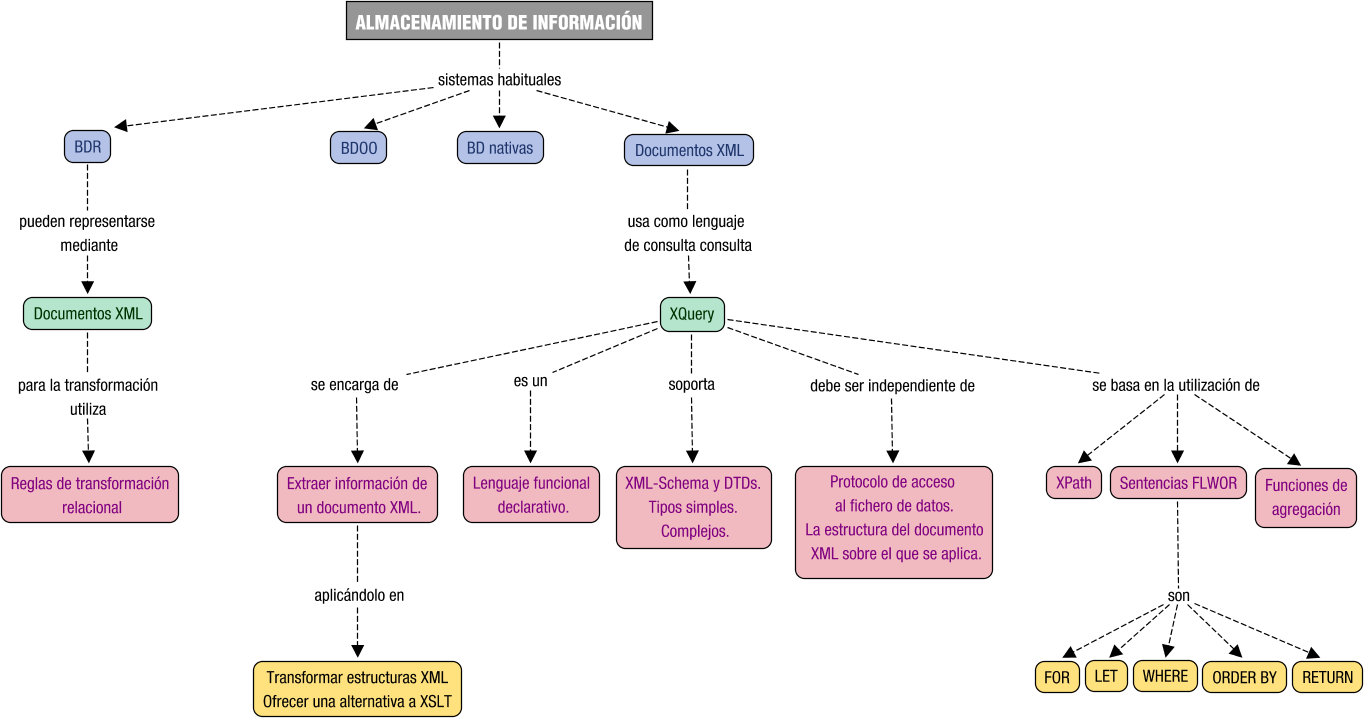 ALMACENAMIENTO DE INFORMACIÓN
sistemas habituales
BDR
BDOO
BD nativas
Documentos XML
pueden representarse
mediante
usa como lenguaje
de consulta consulta
Documentos XML
XQuery
para la transformación
utiliza
se encarga de
es un
soporta
debe ser independiente de
se basa en la utilización de
Reglas de transformación
relacional
Extraer información de
un documento XML.
Lenguaje funcional
declarativo.
XML-Schema y DTDs.
Tipos simples.
Complejos.
Protocolo de acceso
al fichero de datos.
La estructura del documento
XML sobre el que se aplica.
XPath
Sentencias FLWOR
Funciones de
agregación
aplicándolo en
son
Transformar estructuras XML
Ofrecer una alternativa a XSLT
FOR
LET
WHERE
ORDER BY
RETURN